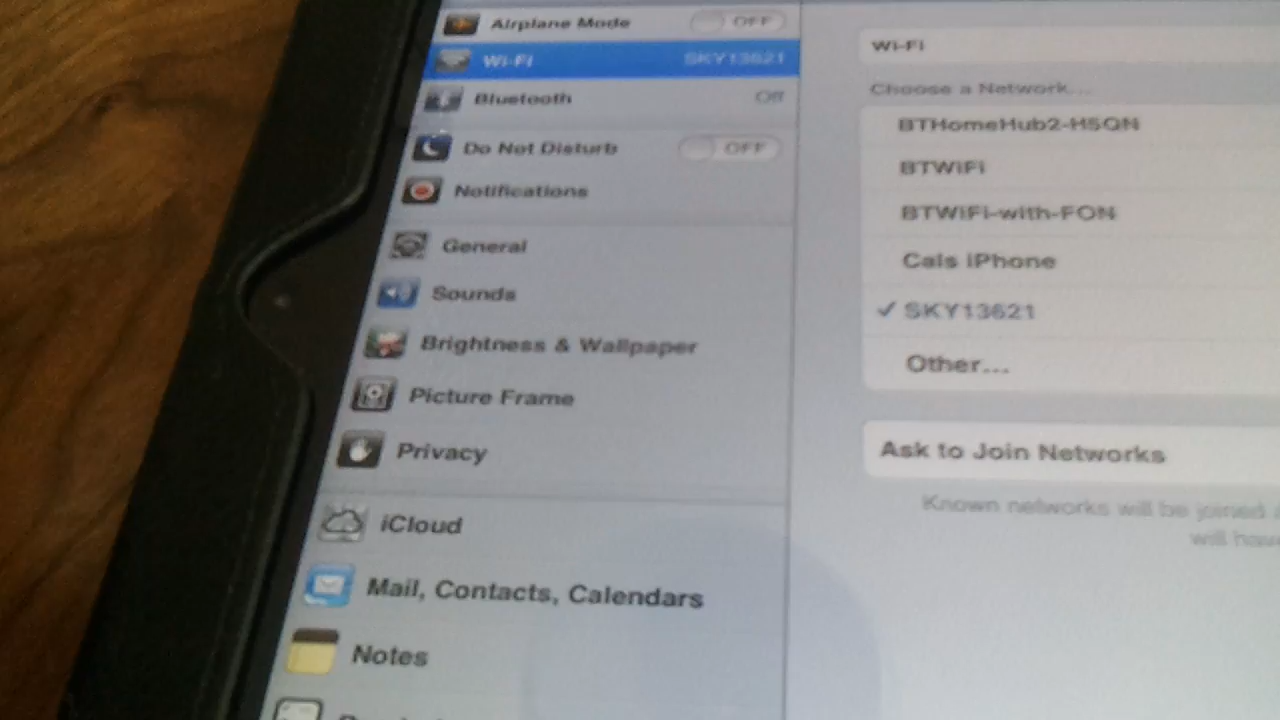 Airplane Mode OFF
Wi-Fi SKY13621
Bluetooth Off
Do Not Disturb OFF
Notifications
General
Sounds
Brightness & Wallpaper
Picture Frame
Privacy
iCloud
Mail, Contacts, Calendars
Notes
Wi-Fi
Choose a Network...
BTHomeHub2-H5QN
BTWiFi
BTWiFi-with-FON
Cals iPhone
✓ SKY13621
Other...
Ask to Join Networks
Known networks will be joined
will have